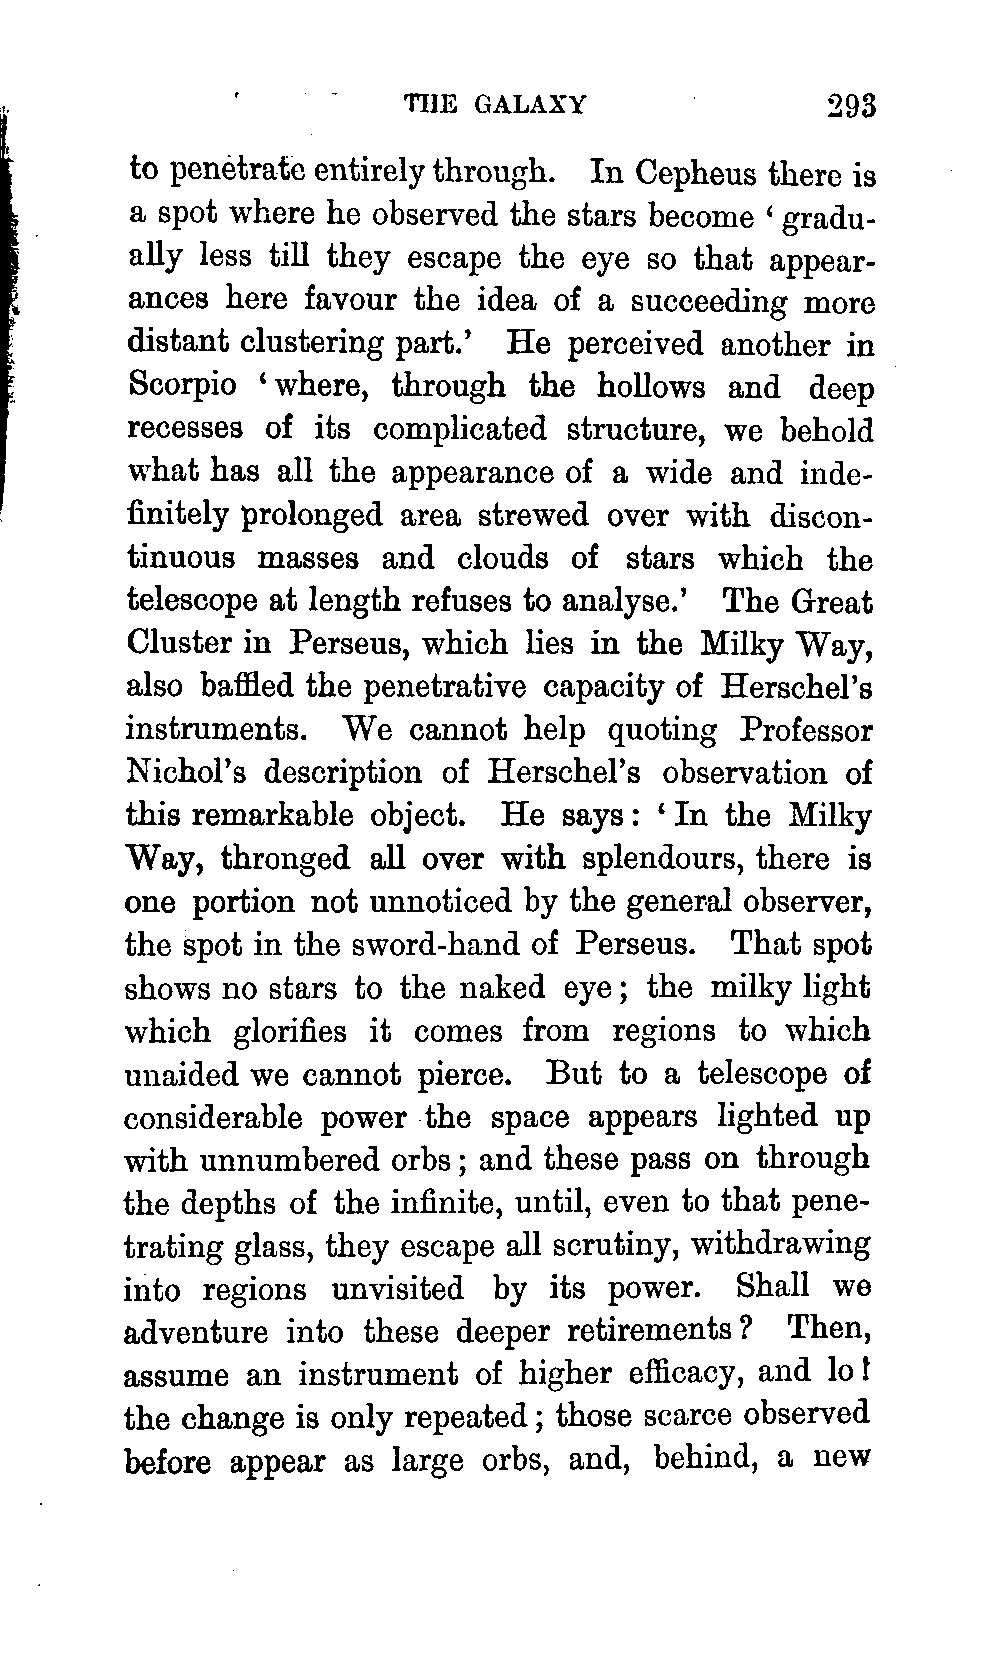 THE GALAXY 293
to penetrate entirely through. In Cepheus there is
a spot where he observed the stars become ‘ gradu-
ally less till they escape the eye so that appear-
ances here favour the idea of a succeeding more
distant clustering part.’ He perceived another in
Scorpio ‘ where, through the hollows and deep
recesses of its complicated structure, we behold
what has all the appearance of a wide and inde-
finitely prolonged area strewed over with discon-
tinuous masses and clouds of stars which the
telescope at length refuses to analyse.’ The Great
Cluster in Perseus, which lies in the Milky Way,
also baffled the penetrative capacity of Herschel’s
instruments. We cannot help quoting Professor
Nichol’s description of Herschel’s observation of
this remarkable object. He says: ‘ In the Milky
Way, thronged all over with splendours, there is
one portion not unnoticed by the general observer,
the spot in the sword-hand of Perseus. That spot
shows no stars to the naked eye; the milky light
which glorifies it comes from regions to which
unaided we cannot pierce. But to a telescope of
considerable power the space appears lighted up
with unnumbered orbs; and these pass on through
the depths of the infinite, until, even to that pene-
trating glass, they escape all scrutiny, withdrawing
into regions unvisited by its power. Shall we
adventure into these deeper retirements? Then,
assume an instrument of higher efficacy, and lo!
the change is only repeated; those scarce observed
before appear as large orbs, and, behind, a new